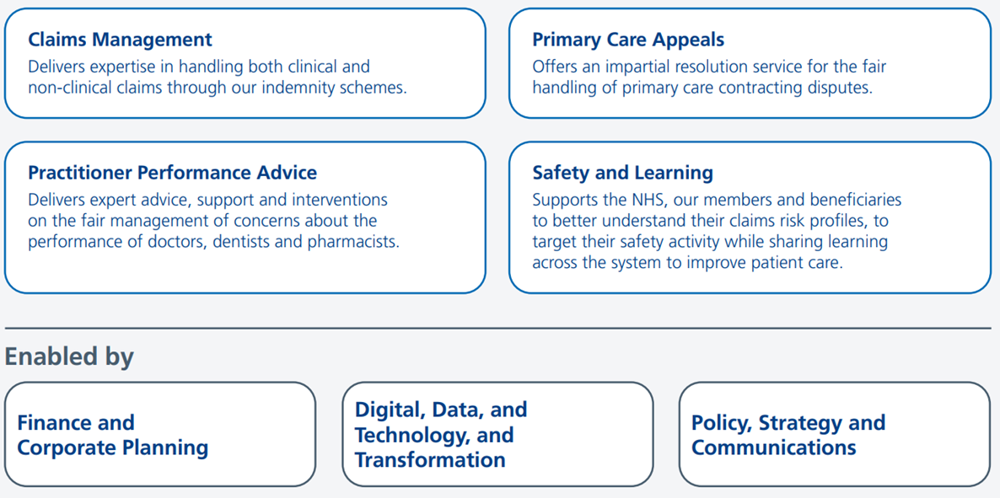 Claims Management
Delivers expertise in handling both clinical and
non-clinical claims through our indemnity schemes.
Primary Care Appeals
Offers an impartial resolution service for the fair
handling of primary care contracting disputes.
Practitioner Performance Advice
Delivers expert advice, support and interventions
on the fair management of concerns about the
performance of doctors, dentists and pharmacists.
Safety and Learning
Supports the NHS, our members and beneficiaries
to better understand their claims risk profiles, to
target their safety activity while sharing learning
across the system to improve patient care.
Enabled by
Finance and
Corporate Planning
Digital, Data, and
Technology, and
Transformation
Policy, Strategy and
Communications